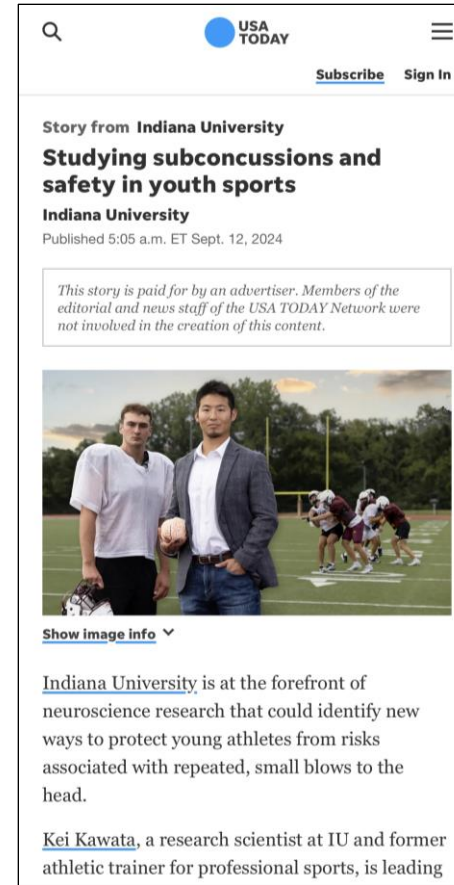 USA
TODAY
Subscribe Sign In
Story from Indiana University
Studying subconcussions and
safety in youth sports
Indiana University
Published 5:05 a.m. ET Sept. 12, 2024
This story is paid for by an advertiser. Members of the
editorial and news staff of the USA TODAY Network were
not involved in the creation of this content.
Show image info
Indiana University is at the forefront of
neuroscience research that could identify new
ways to protect young athletes from risks
associated with repeated, small blows to the
head.
Kei Kawata, a research scientist at IU and former
athletic trainer for professional sports, is leading